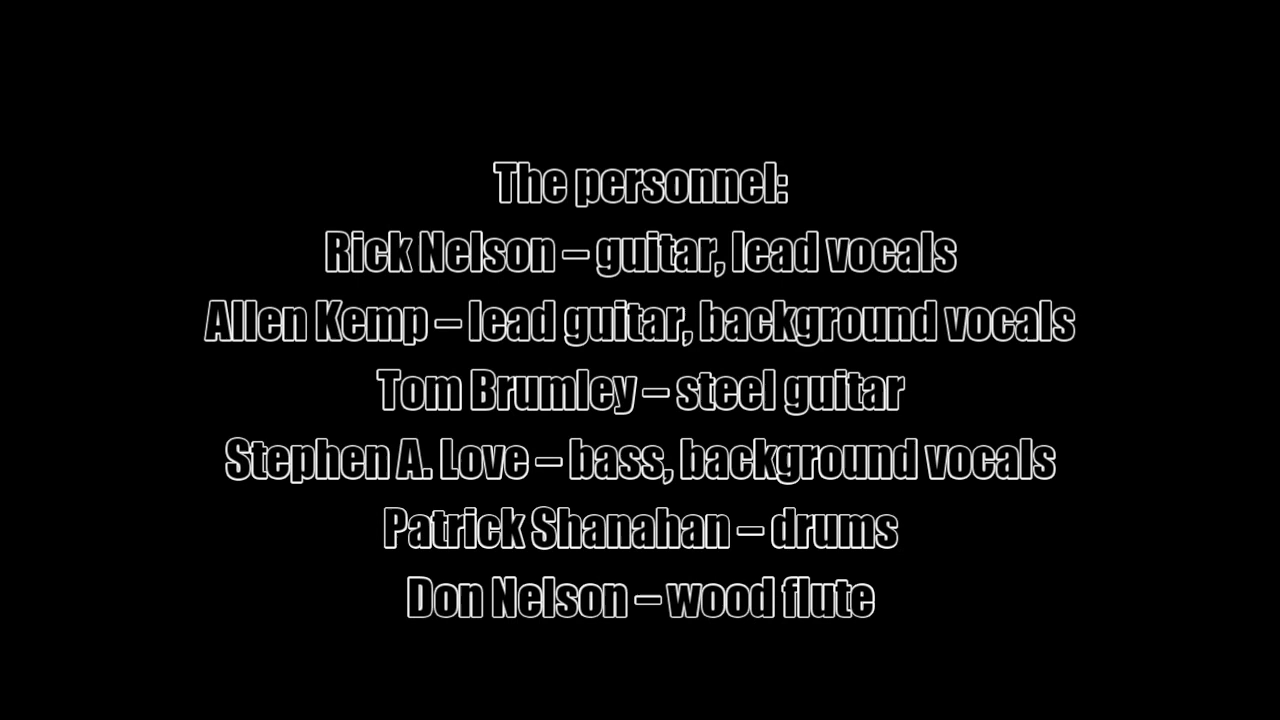 The personnel:
Rick Nelson – guitar, lead vocals
Allen Kemp – lead guitar, background vocals
Tom Brumley – steel guitar
Stephen A. Love – bass, background vocals
Patrick Shanahan – drums
Don Nelson – wood flute